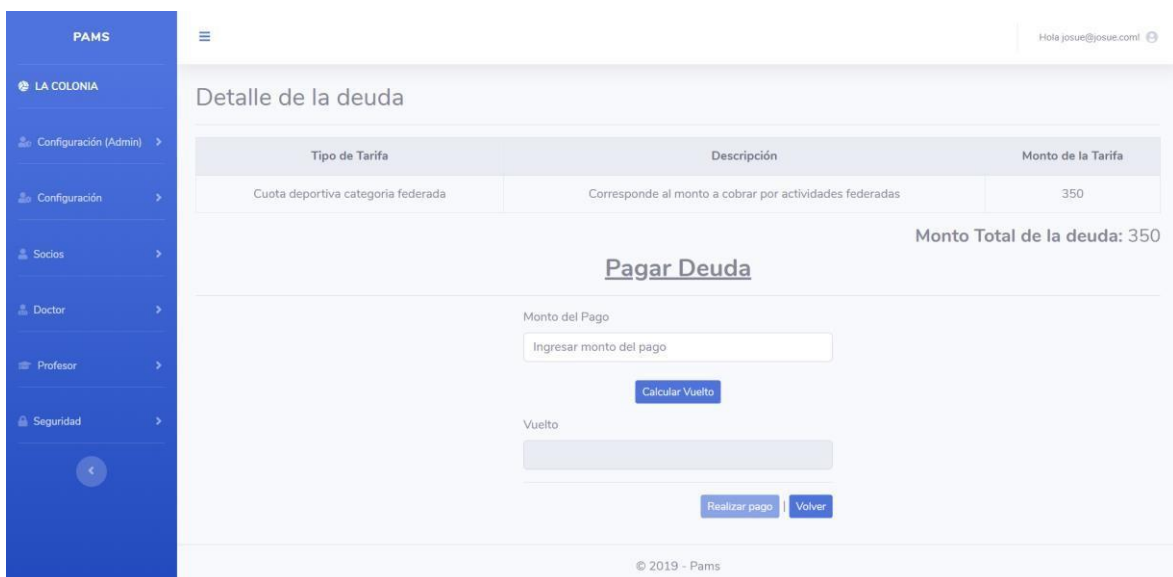 PAMS
Hola josue@josue.com!
LA COLONIA
Configuración (Admin)
Configuración
Socios
Doctor
Profesor
Seguridad
Detalle de la deuda
Tipo de Tarifa Descripción Monto de la Tarifa
Cuota deportiva categoria federada Corresponde al monto a cobrar por actividades federadas 350
Monto Total de la deuda: 350
Pagar Deuda
Monto del Pago
Ingresar monto del pago
Calcular Vuelto
Vuelto
Realizar pago | Volver
© 2019 - Pams